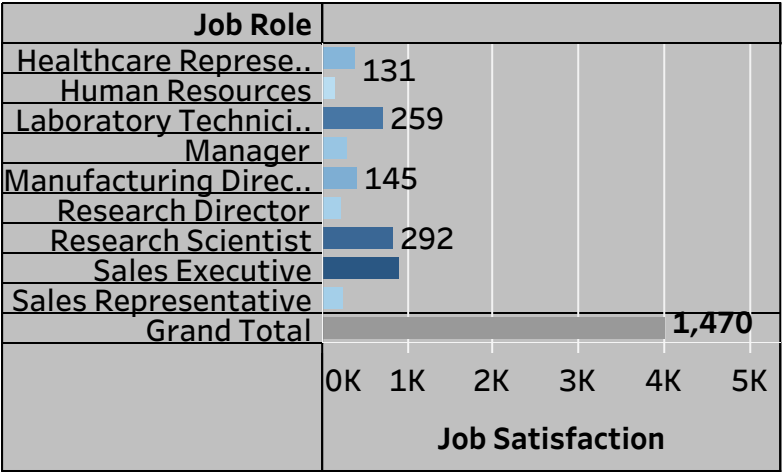 Job Role
Healthcare Represe..
131
Human Resources
Laboratory Technici.. 259
Manager
Manufacturing Direc.. 145
Research Director
Research Scientist 292
Sales Executive
Sales Representative
Grand Total 1,470
0K 1K 2K 3K 4K 5K
Job Satisfaction